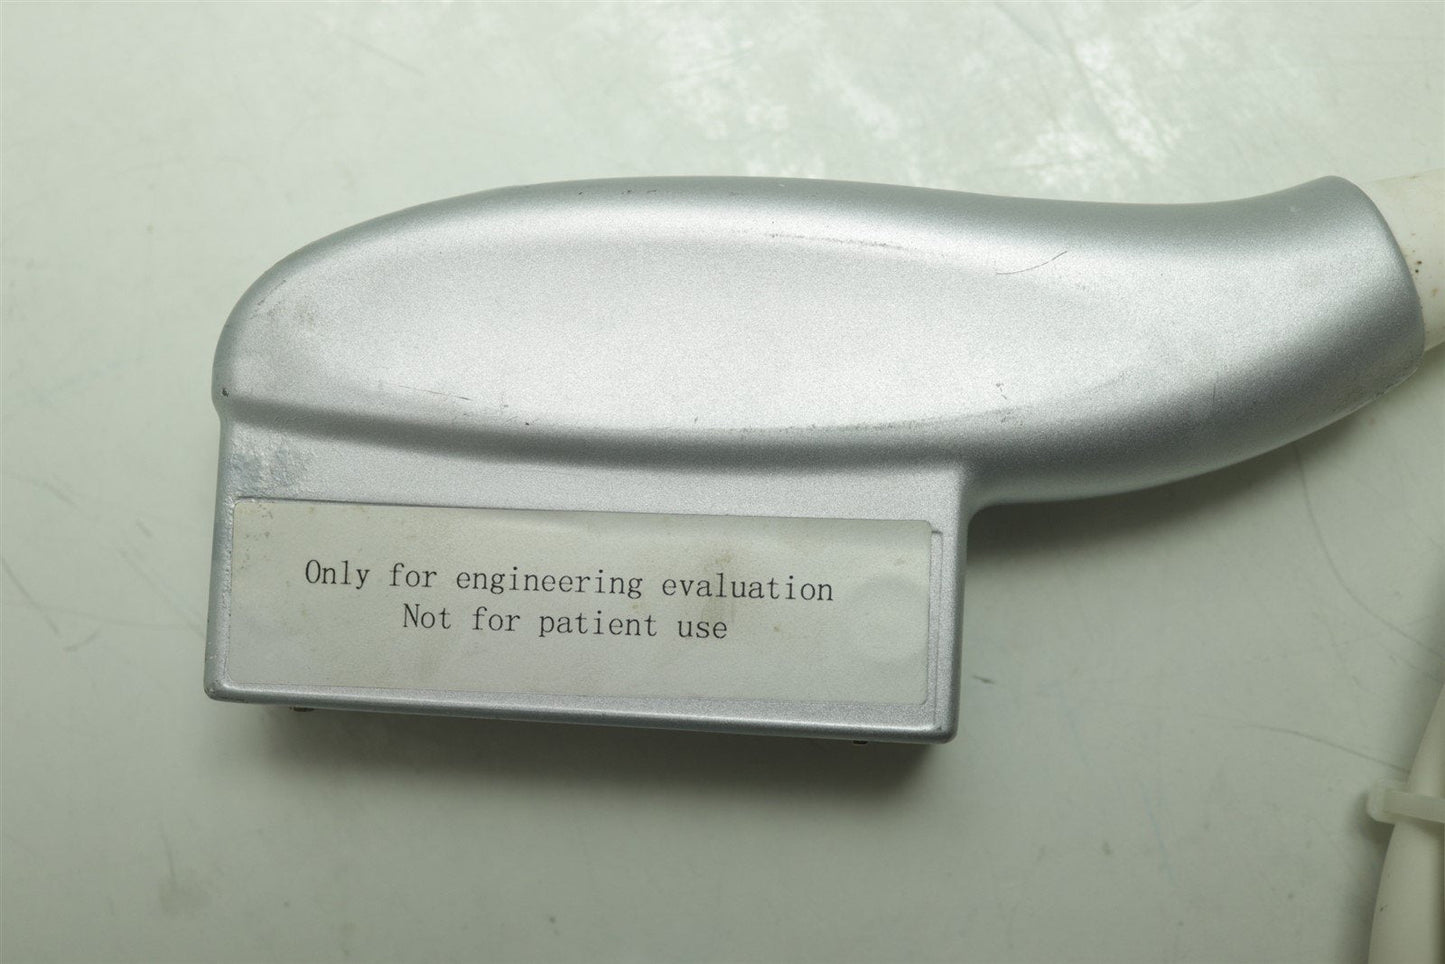 Only for engineering evaluation
Not for patient use